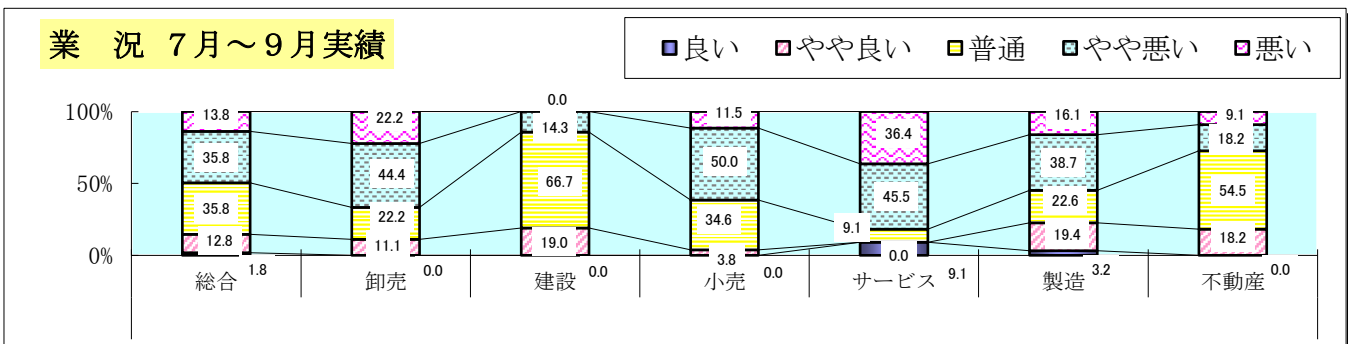 業 況 7月～9月実績
良い やや良い 普通 やや悪い 悪い
100%
50%
0%
13.8 22.2 0.0 11.5 36.4 16.1 9.1
35.8 44.4 14.3 50.0 45.5 38.7 18.2
35.8 22.2 66.7 34.6 9.1 22.6 54.5
12.8 11.1 19.0 3.8 0.0 19.4 18.2
1.8 0.0 0.0 0.0 9.1 3.2 0.0
総合 卸売 建設 小売 サービス 製造 不動産